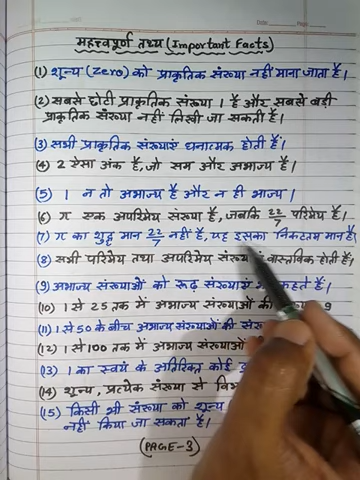 महत्त्वपूर्ण तथ्य (Important Facts)
(1) शून्य (Zero) को प्राकृतिक संख्या नहीं माना जाता है।
(2) सबसे छोटी प्राकृतिक संख्या 1 है और सबसे बड़ी
प्राकृतिक संख्या नहीं लिखी जा सकती है।
(3) सभी प्राकृतिक संख्याएं धनात्मक होती हैं।
(4) 2 ऐसा अंक है, जो सम और अभाज्य है।
(5) 1 न तो अभाज्य है और न ही भाज्य।
(6) π एक अपरिमेय संख्या है, जबकि 22/7 परिमेय है।
(7) π का शुद्ध मान 22/7 नहीं है, यह इसका निकटतम मान है।
(8) सभी परिमेय तथा अपरिमेय संख्याएं वास्तविक होती हैं।
(9) अभाज्य संख्याओं को रूढ़ संख्याएं कहते हैं।
(10) 1 से 25 तक में अभाज्य संख्याओं की 9
(11) 1 से 50 के बीच अभाज्य संख्याओं की
(12) 1 से 100 तक में अभाज्य संख्याओं
(13) 1 का स्वयं के अतिरिक्त कोई
(14) शून्य, प्रत्येक संख्या से
(15) किसी भी संख्या को शून्य
नहीं किया जा सकता है।
(PAGE-3)